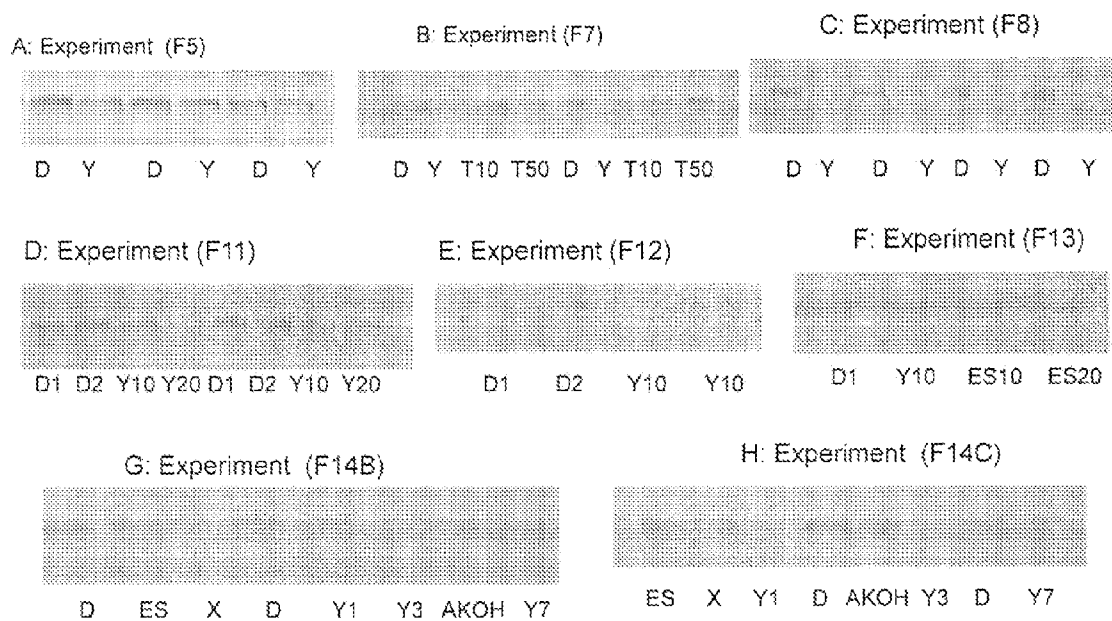 A: Experiment (F5)
B: Experiment (F7)
C: Experiment (F8)
D Y D Y D Y
D Y T10 T50 D Y T10 T50
D Y D Y D Y D Y
D: Experiment (F11)
E: Experiment (F12)
F: Experiment (F13)
D1 D2 Y10 Y20 D1 D2 Y10 Y20
D1 D2 Y10 Y10
D1 Y10 ES10 ES20
G: Experiment (F14B)
H: Experiment (F14C)
D ES X D Y1 Y3 AKOH Y7
ES X Y1 D AKOH Y3 D Y7